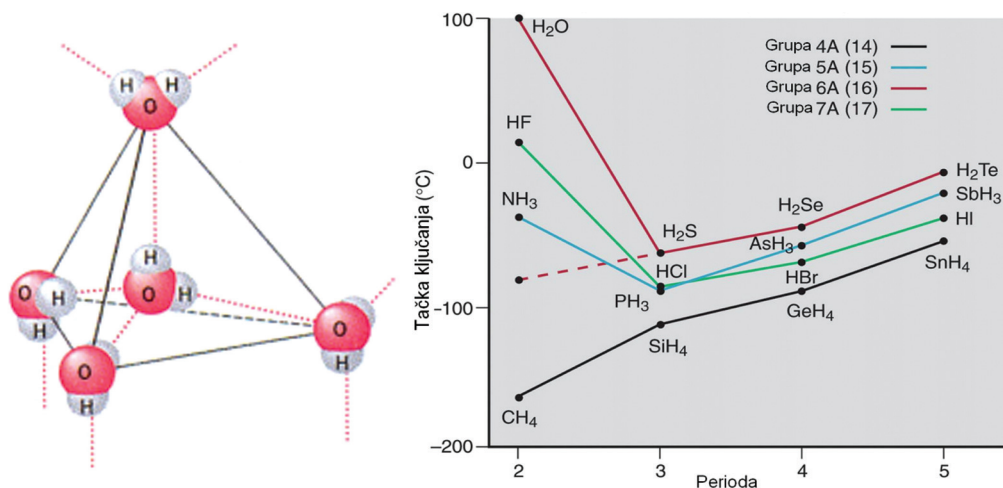 H H
O
H
O H O H
H
O
O
H
H
100
0
−100
−200
Tačka ključanja (°C)
2 3 4 5
Perioda
Grupa 4A (14)
Grupa 5A (15)
Grupa 6A (16)
Grupa 7A (17)
H₂O
HF
NH₃
H₂S
HCl
PH₃
SiH₄
CH₄
H₂Se
AsH₃
HBr
GeH₄
H₂Te
SbH₃
HI
SnH₄